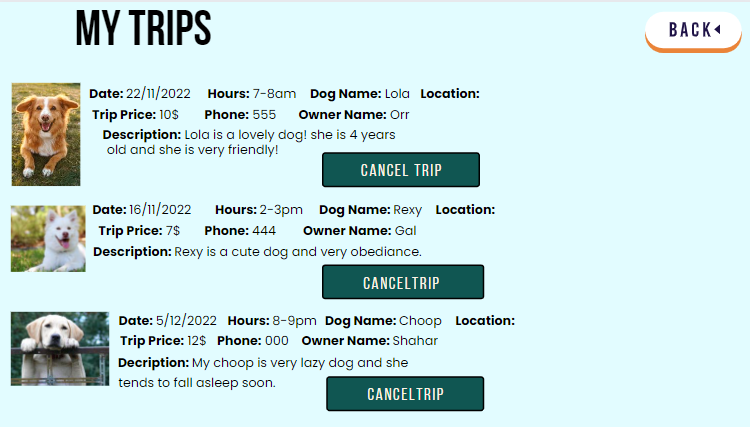 MY TRIPS
BACK
Date: 22/11/2022 Hours: 7-8am Dog Name: Lola Location:
Trip Price: 10$ Phone: 555 Owner Name: Orr
Description: Lola is a lovely dog! she is 4 years
old and she is very friendly!
CANCEL TRIP
Date: 16/11/2022 Hours: 2-3pm Dog Name: Rexy Location:
Trip Price: 7$ Phone: 444 Owner Name: Gal
Description: Rexy is a cute dog and very obediance.
CANCELTRIP
Date: 5/12/2022 Hours: 8-9pm Dog Name: Choop Location:
Trip Price: 12$ Phone: 000 Owner Name: Shahar
Decription: My choop is very lazy dog and she
tends to fall asleep soon.
CANCELTRIP